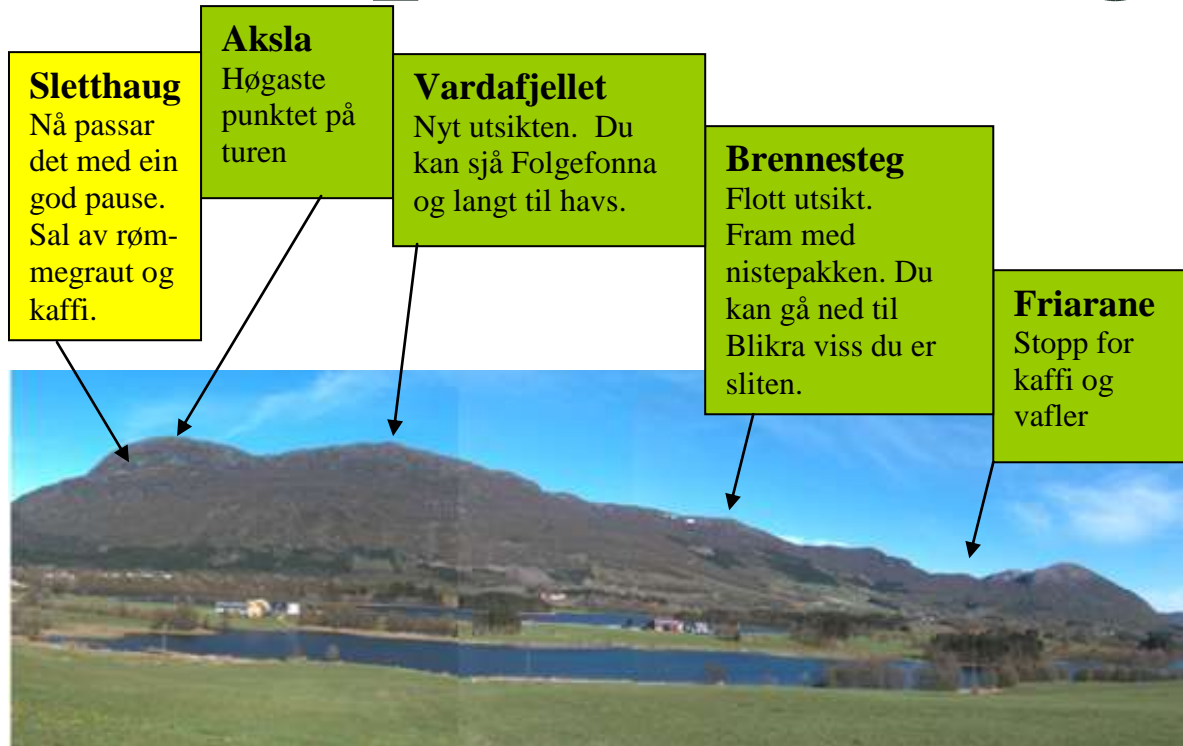 Sletthaug
Nå passar
det med ein
god pause.
Sal av røm-
megraut og
kaffi.
Aksla
Høgaste
punktet på
turen
Vardafjellet
Nyt utsikten.  Du
kan sjå Folgefonna
og langt til havs.
Brennesteg
Flott utsikt.
Fram med
nistepakken. Du
kan gå ned til
Blikra viss du er
sliten.
Friarane
Stopp for
kaffi og
vafler